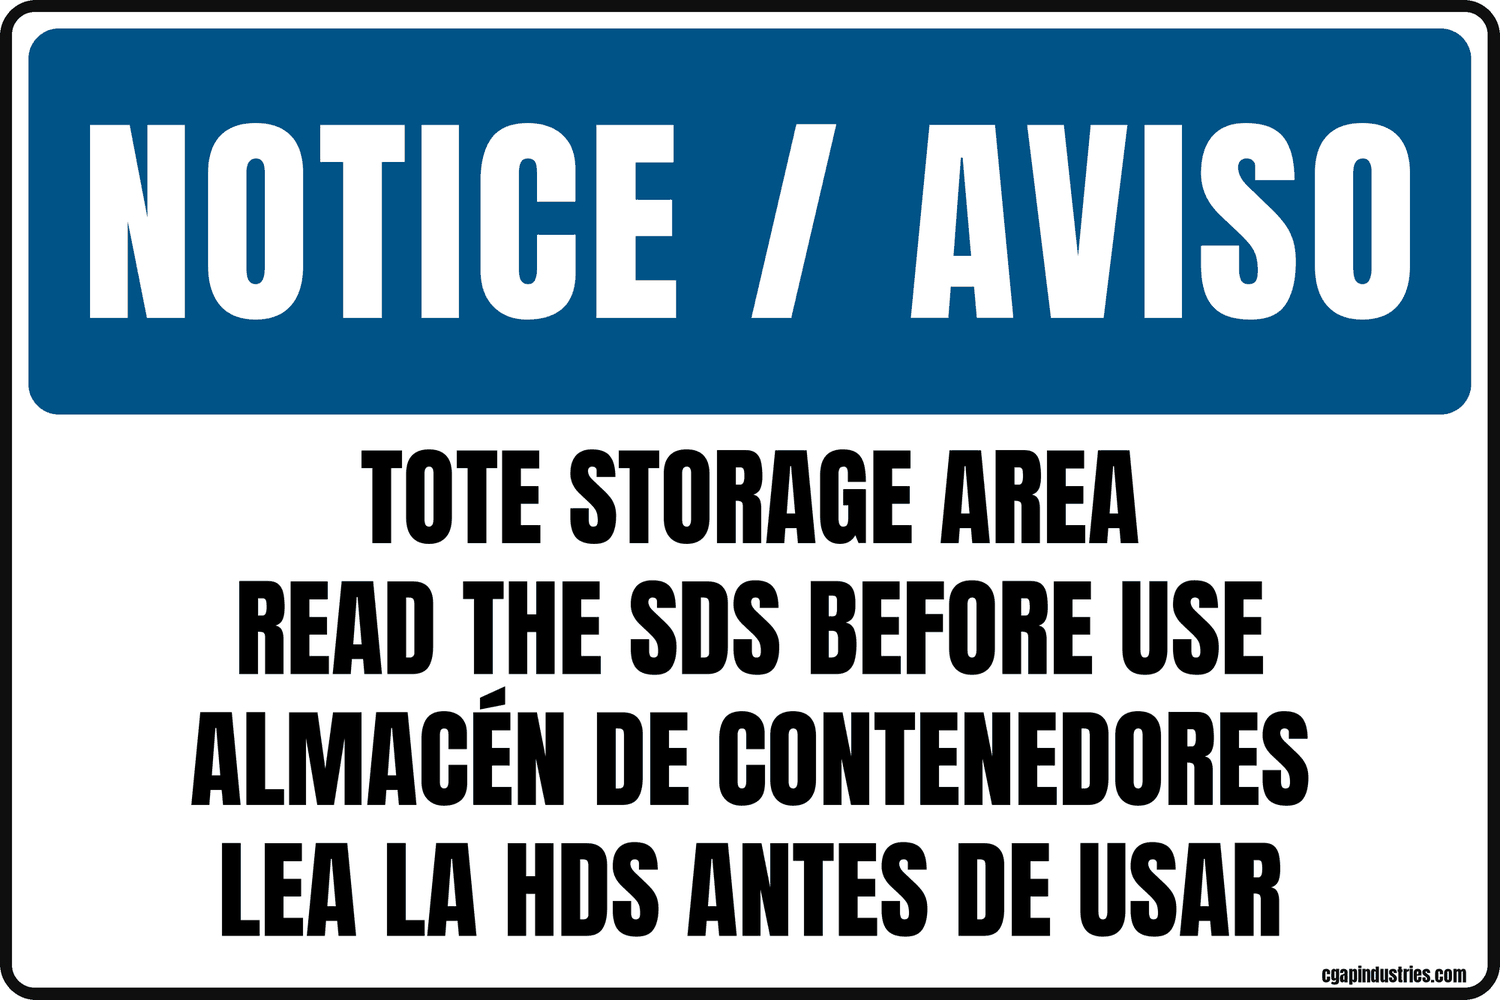 NOTICE / AVISO
TOTE STORAGE AREA
READ THE SDS BEFORE USE
ALMACÉN DE CONTENEDORES
LEA LA HDS ANTES DE USAR
cgapindustries.com